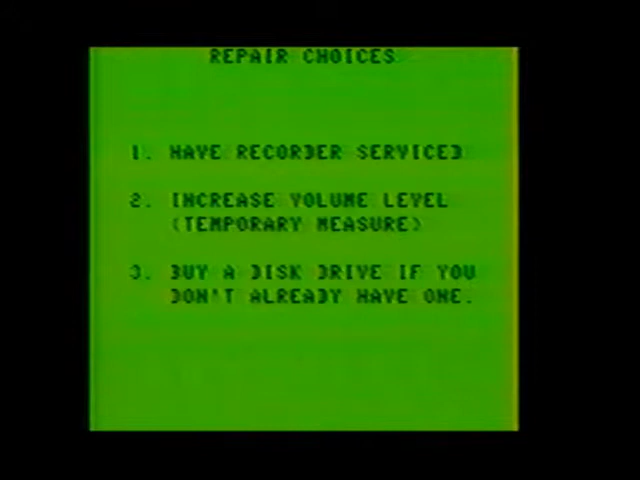 REPAIR CHOICES
1. HAVE RECORDER SERVICED
2. INCREASE VOLUME LEVEL
(TEMPORARY MEASURE)
3. BUY A DISK DRIVE IF YOU
DON'T ALREADY HAVE ONE.